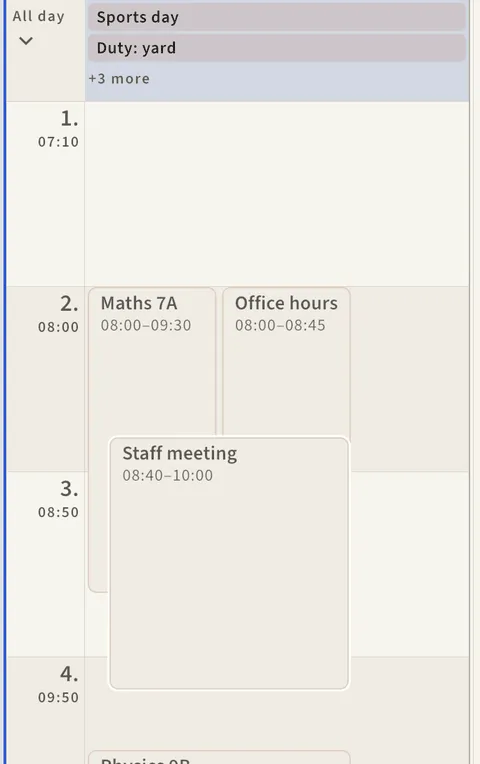 All day
Sports day
Duty: yard
+3 more
1.
07:10
2.
08:00
Maths 7A
08:00–09:30
Office hours
08:00–08:45
Staff meeting
08:40–10:00
3.
08:50
4.
09:50
Physics